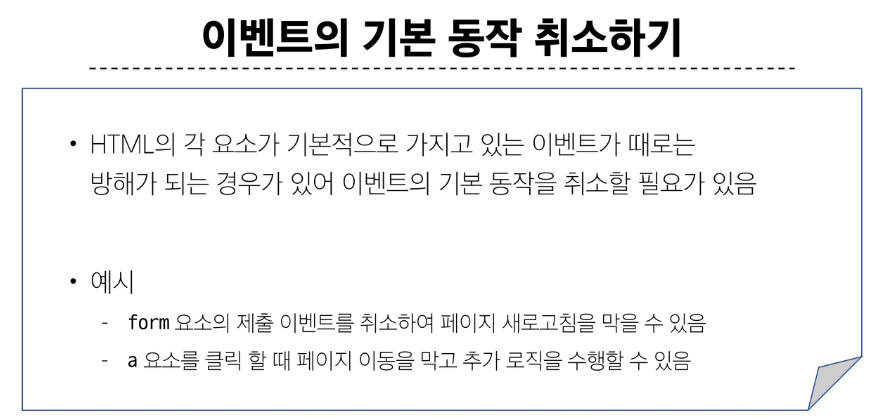 이벤트의 기본 동작 취소하기
• HTML의 각 요소가 기본적으로 가지고 있는 이벤트가 때로는
방해가 되는 경우가 있어 이벤트의 기본 동작을 취소할 필요가 있음
• 예시
- form 요소의 제출 이벤트를 취소하여 페이지 새로고침을 막을 수 있음
- a 요소를 클릭 할 때 페이지 이동을 막고 추가 로직을 수행할 수 있음